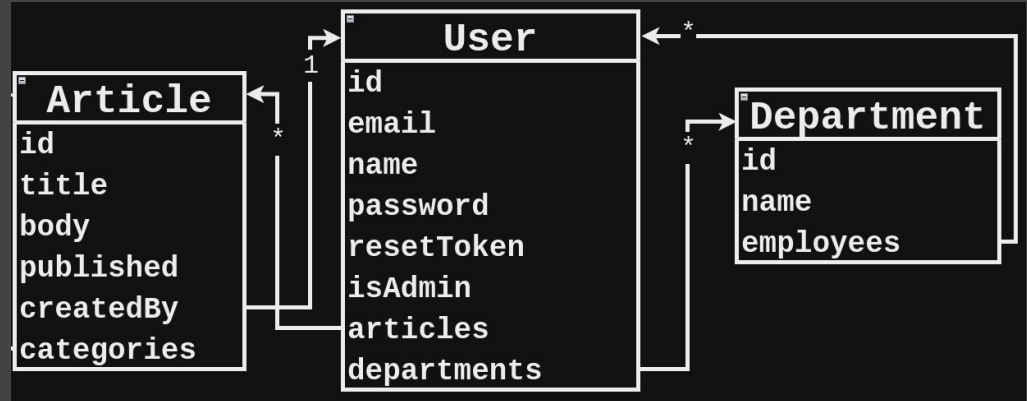 User
id
email
name
password
resetToken
isAdmin
articles
departments
Article
id
title
body
published
createdBy
categories
Department
id
name
employees
1
*
*
*